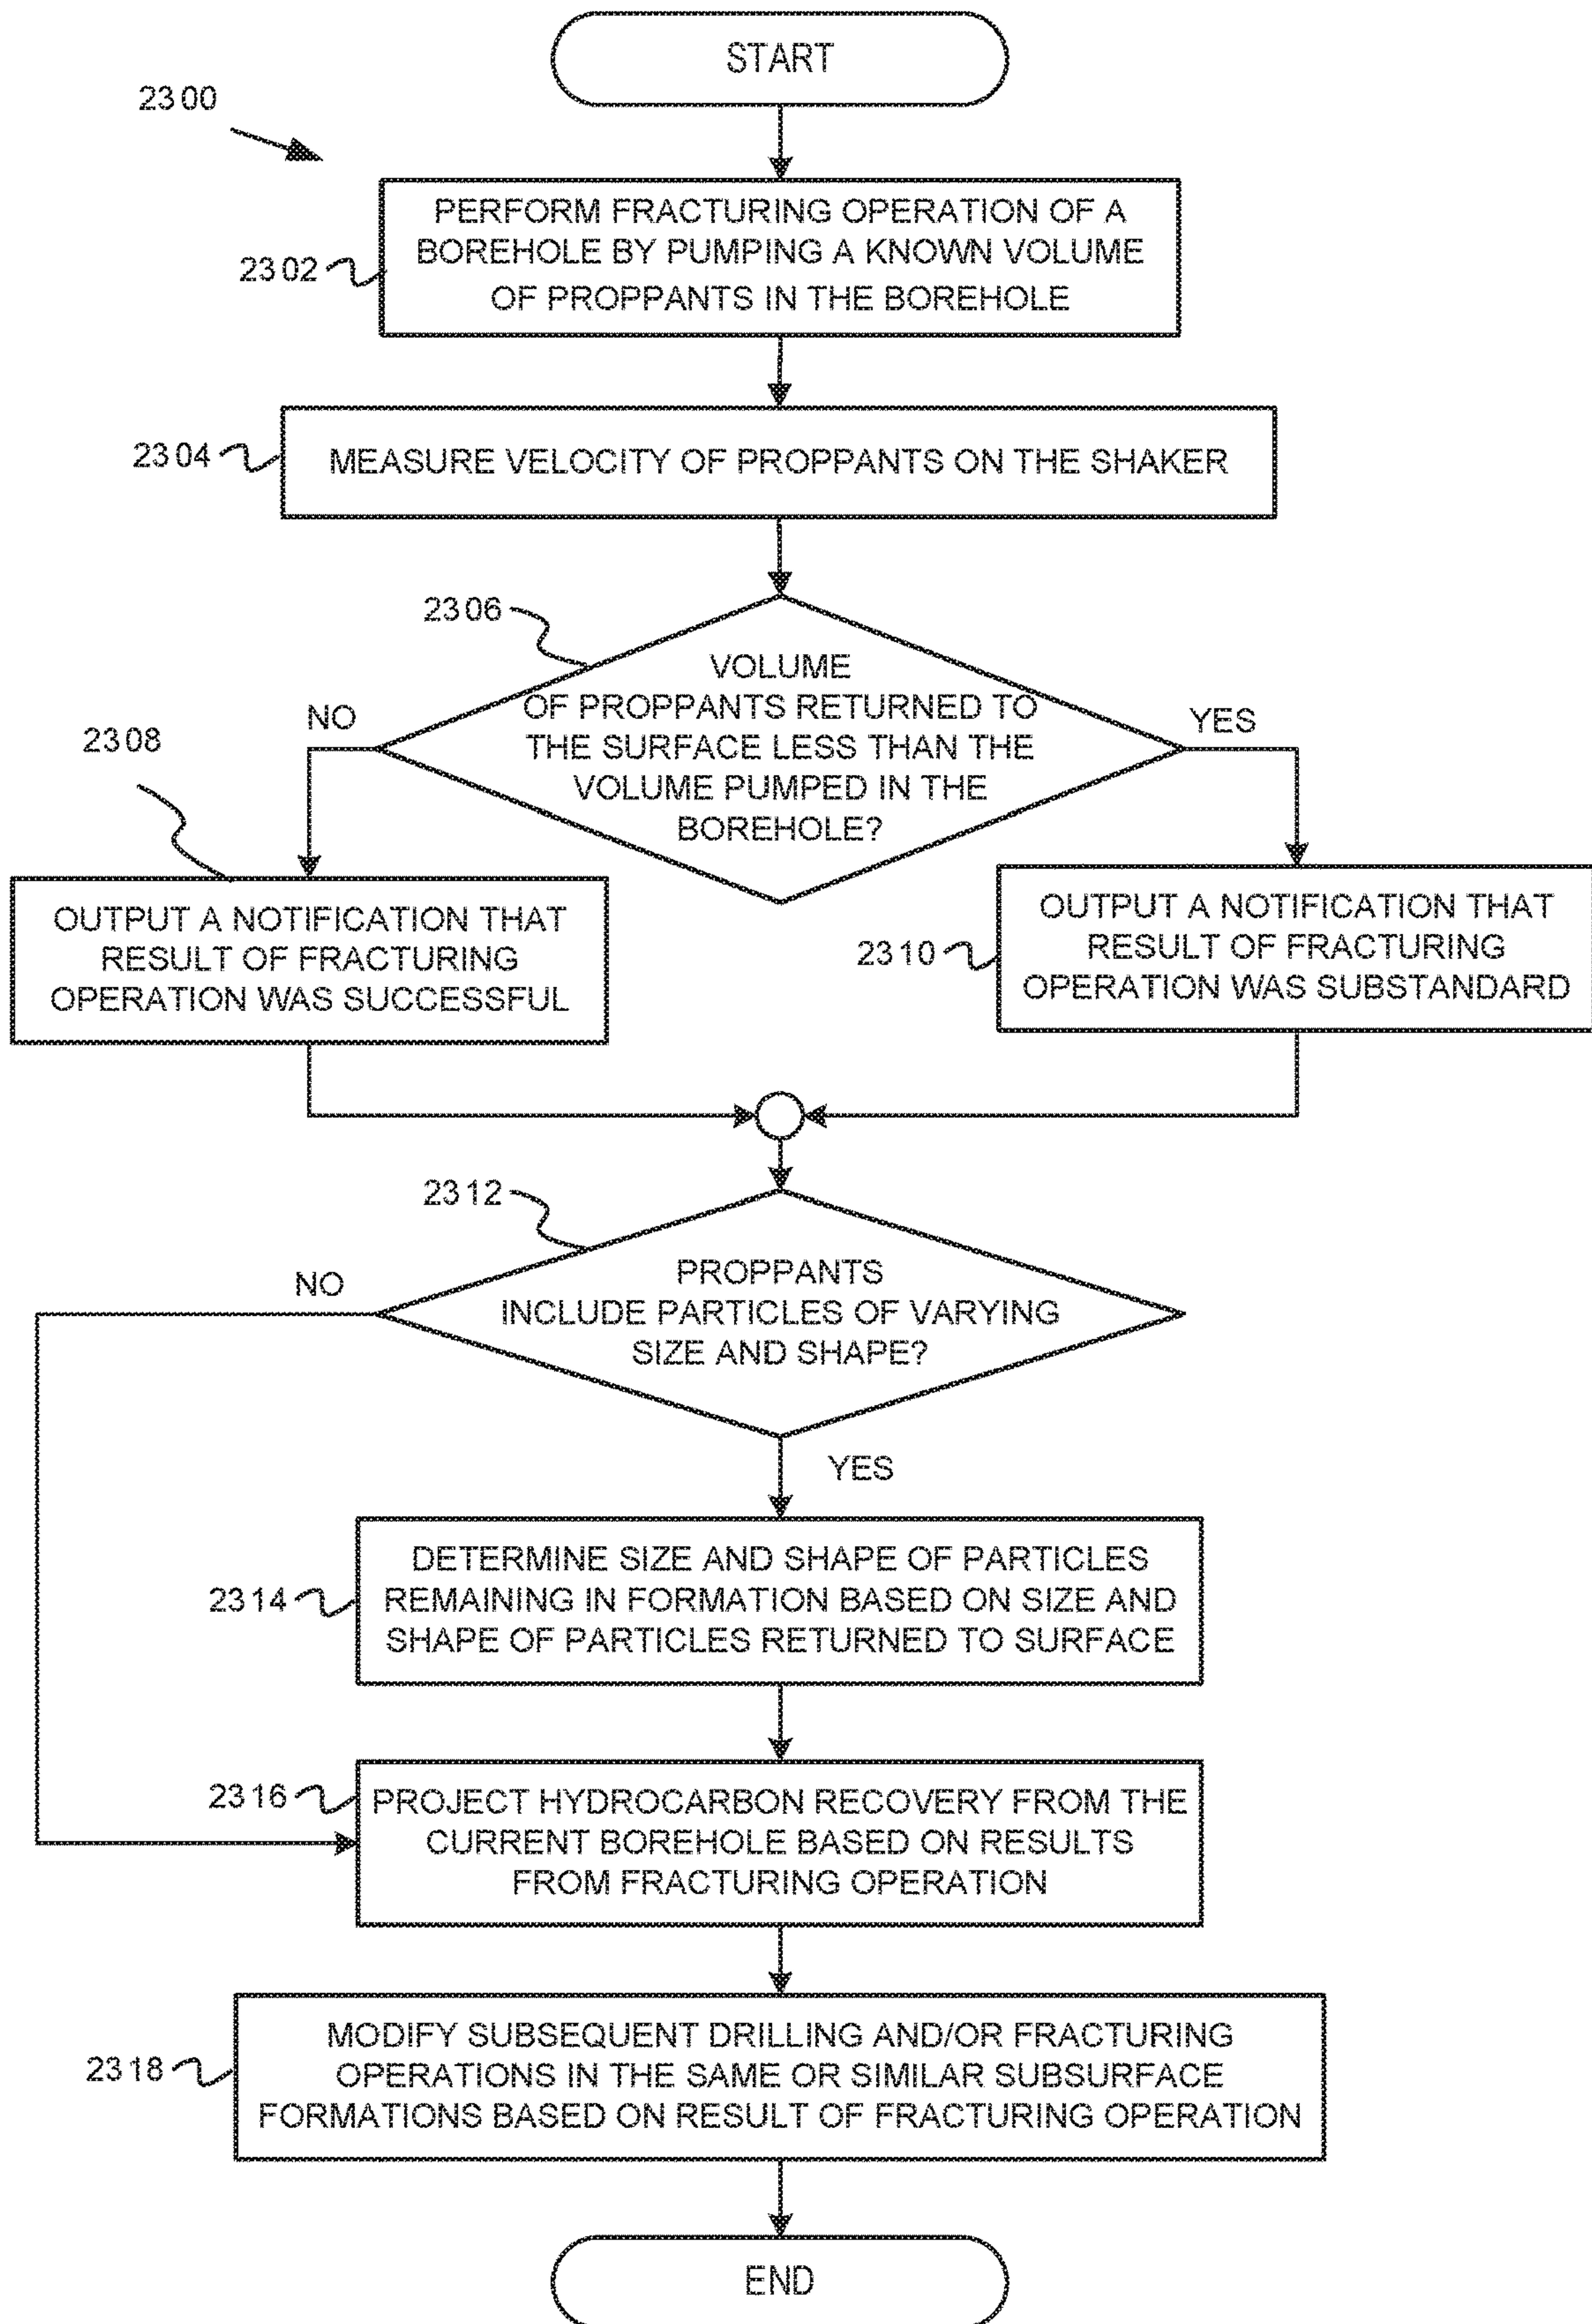 START
2300
PERFORM FRACTURING OPERATION OF A
BOREHOLE BY PUMPING A KNOWN VOLUME
OF PROPPANTS IN THE BOREHOLE
2302
MEASURE VELOCITY OF PROPPANTS ON THE SHAKER
2304
2306
VOLUME
OF PROPPANTS RETURNED TO
THE SURFACE LESS THAN THE
VOLUME PUMPED IN THE
BOREHOLE?
NO
YES
2308
OUTPUT A NOTIFICATION THAT
RESULT OF FRACTURING
OPERATION WAS SUCCESSFUL
2310
OUTPUT A NOTIFICATION THAT
RESULT OF FRACTURING
OPERATION WAS SUBSTANDARD
2312
PROPPANTS
INCLUDE PARTICLES OF VARYING
SIZE AND SHAPE?
NO
YES
2314
DETERMINE SIZE AND SHAPE OF PARTICLES
REMAINING IN FORMATION BASED ON SIZE AND
SHAPE OF PARTICLES RETURNED TO SURFACE
2316
PROJECT HYDROCARBON RECOVERY FROM THE
CURRENT BOREHOLE BASED ON RESULTS
FROM FRACTURING OPERATION
2318
MODIFY SUBSEQUENT DRILLING AND/OR FRACTURING
OPERATIONS IN THE SAME OR SIMILAR SUBSURFACE
FORMATIONS BASED ON RESULT OF FRACTURING OPERATION
END